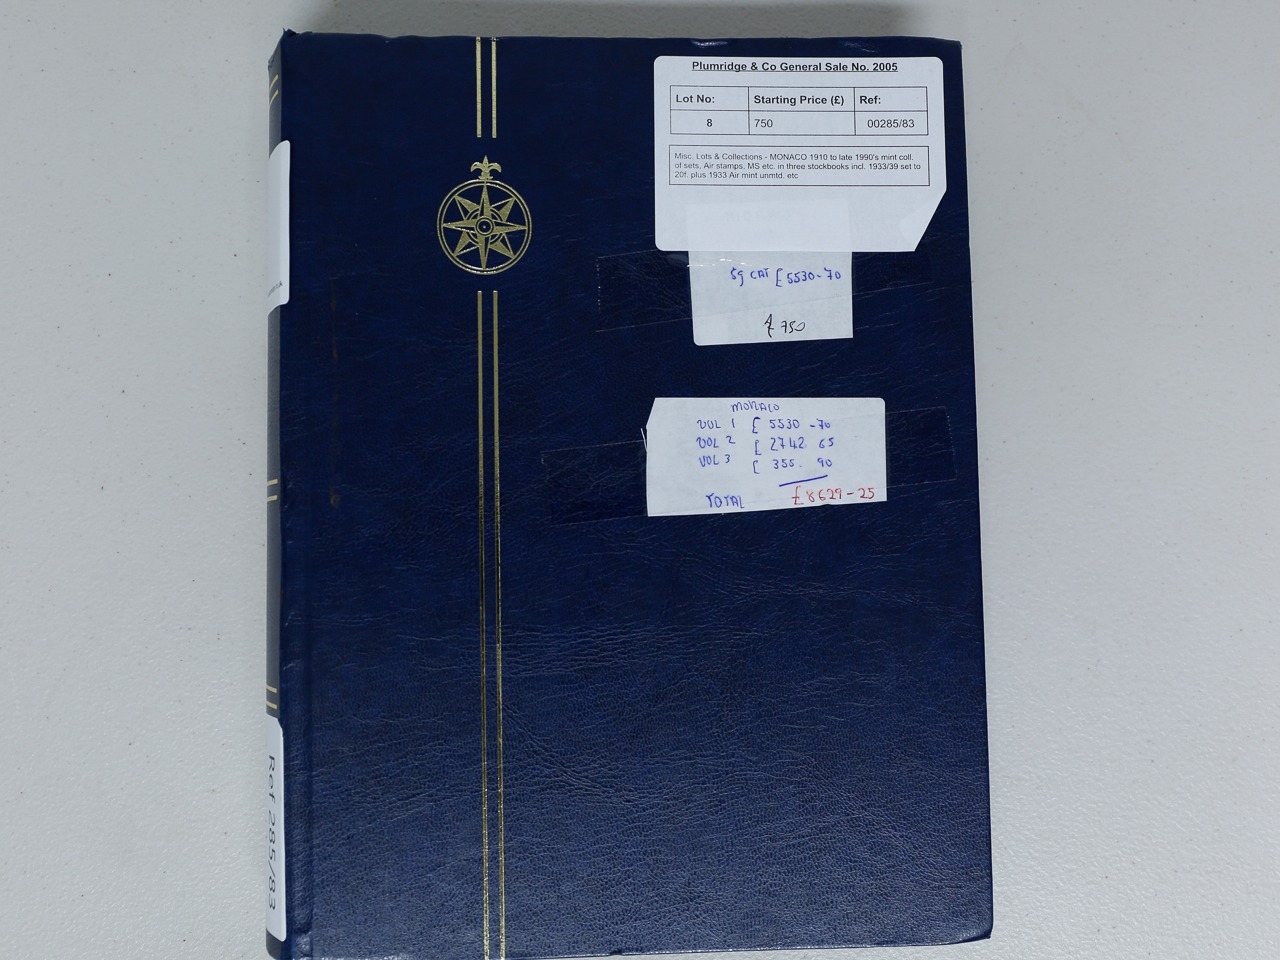 Plumridge & Co General Sale No. 2005
Lot No: Starting Price (£) Ref:
8 750 00285/83
Misc. Lots & Collections - MONACO 1910 to late 1990's mint coll.
of sets, Air stamps, MS etc. in three stockbooks incl. 1933/39 set to
20f. plus 1933 Air mint unmtd. etc
Sg CAT £5530-70
£750
MONACO
VOL 1 £ 5530-70
VOL 2 £ 2742.65
VOL 3 £ 355.90
TOTAL £8629-25
Ref 285/83